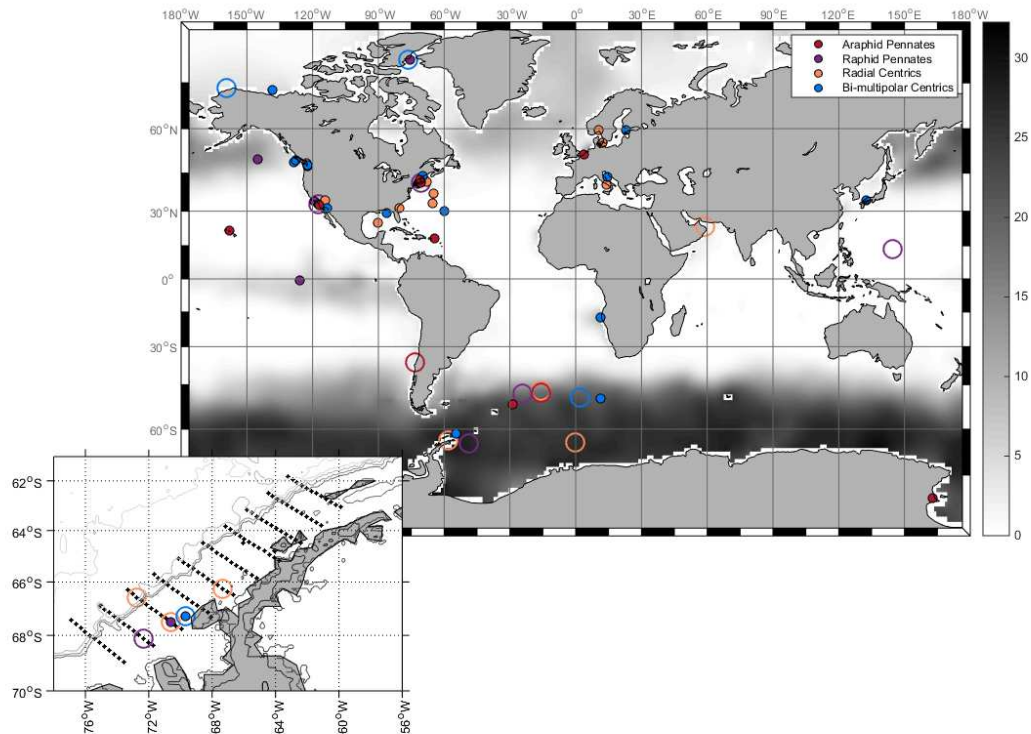 180°W 150°W 120°W 90°W 60°W 30°W 0° 30°E 60°E 90°E 120°E 150°E 180°W
Araphid Pennates
Raphid Pennates
Radial Centrics
Bi-multipolar Centrics
60°N
30°N
0°
30°S
60°S
30
25
20
15
10
5
0
62°S
64°S
66°S
68°S
70°S
76°W 72°W 68°W 64°W 60°W 56°W